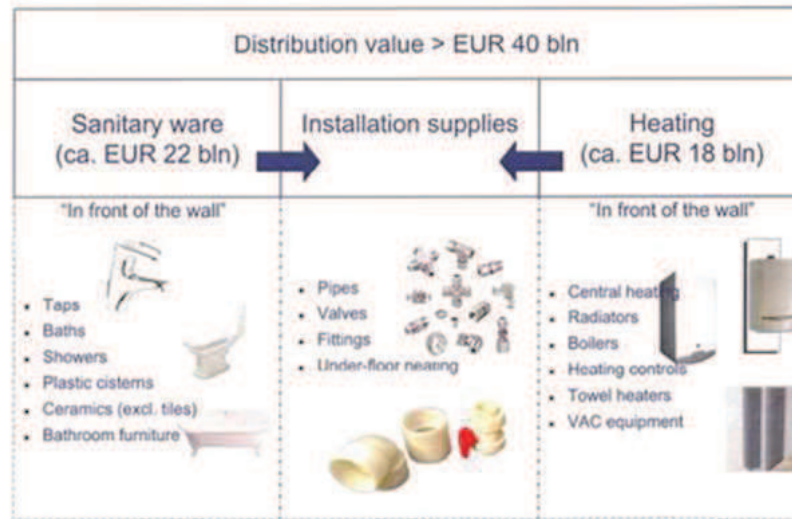 Distribution value > EUR 40 bln
Sanitary ware
(ca. EUR 22 bln)
Installation supplies
Heating
(ca. EUR 18 bln)
"In front of the wall"
Taps
Baths
Showers
Plastic cisterns
Ceramics (excl. tiles)
Bathroom furniture
Pipes
Valves
Fittings
Under-floor heating
"In front of the wall"
Central heating
Radiators
Boilers
Heating controls
Towel heaters
VAC equipment